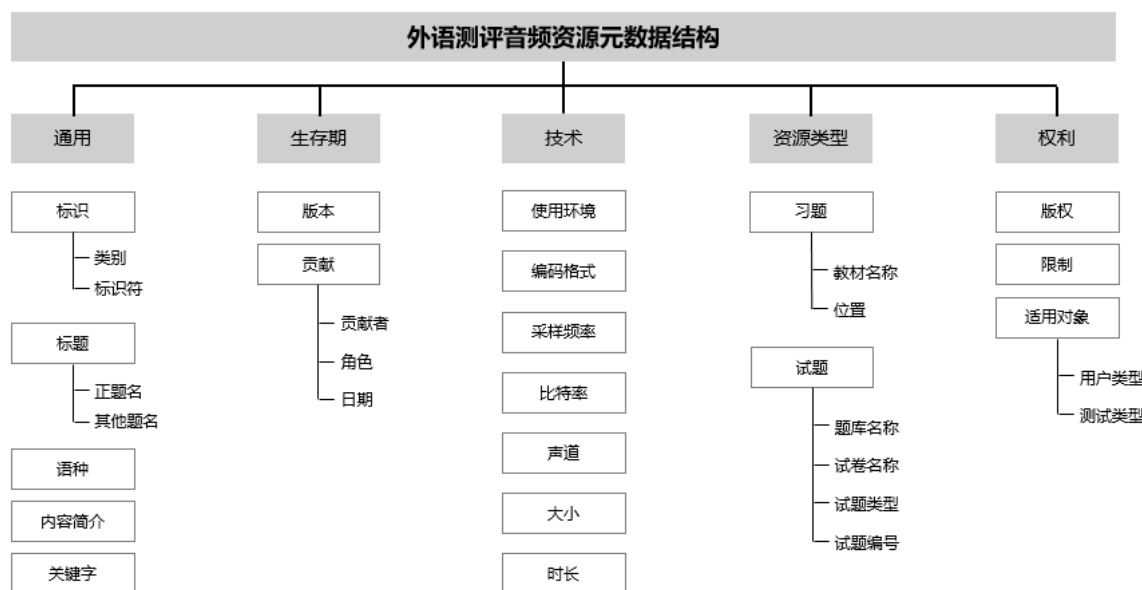 外语测评音频资源元数据结构
通用
生存期
技术
资源类型
权利
标识
类别
标识符
标题
正题名
其他题名
语种
内容简介
关键字
版本
贡献
贡献者
角色
日期
使用环境
编码格式
采样频率
比特率
声道
大小
时长
习题
教材名称
位置
试题
题库名称
试卷名称
试题类型
试题编号
版权
限制
适用对象
用户类型
测试类型